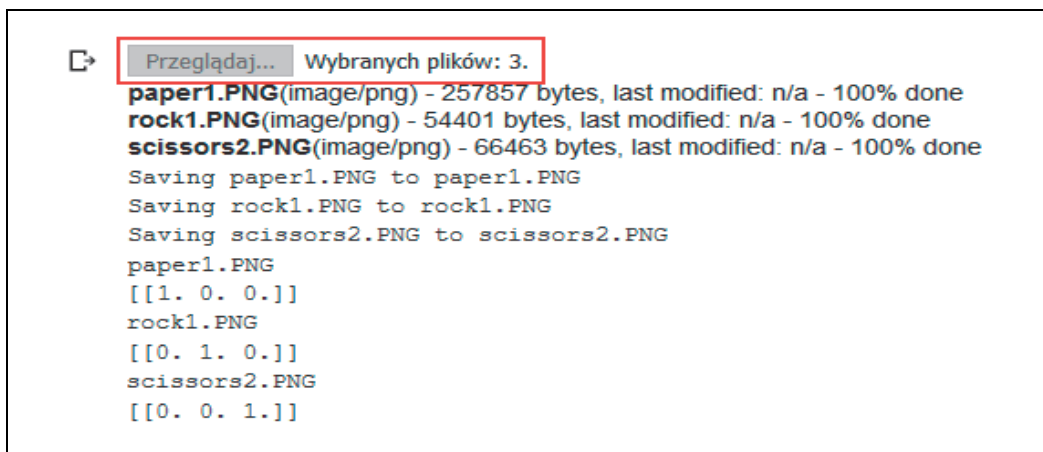 Przeglądaj... Wybranych plików: 3.
paper1.PNG(image/png) - 257857 bytes, last modified: n/a - 100% done
rock1.PNG(image/png) - 54401 bytes, last modified: n/a - 100% done
scissors2.PNG(image/png) - 66463 bytes, last modified: n/a - 100% done
Saving paper1.PNG to paper1.PNG
Saving rock1.PNG to rock1.PNG
Saving scissors2.PNG to scissors2.PNG
paper1.PNG
[[1. 0. 0.]]
rock1.PNG
[[0. 1. 0.]]
scissors2.PNG
[[0. 0. 1.]]